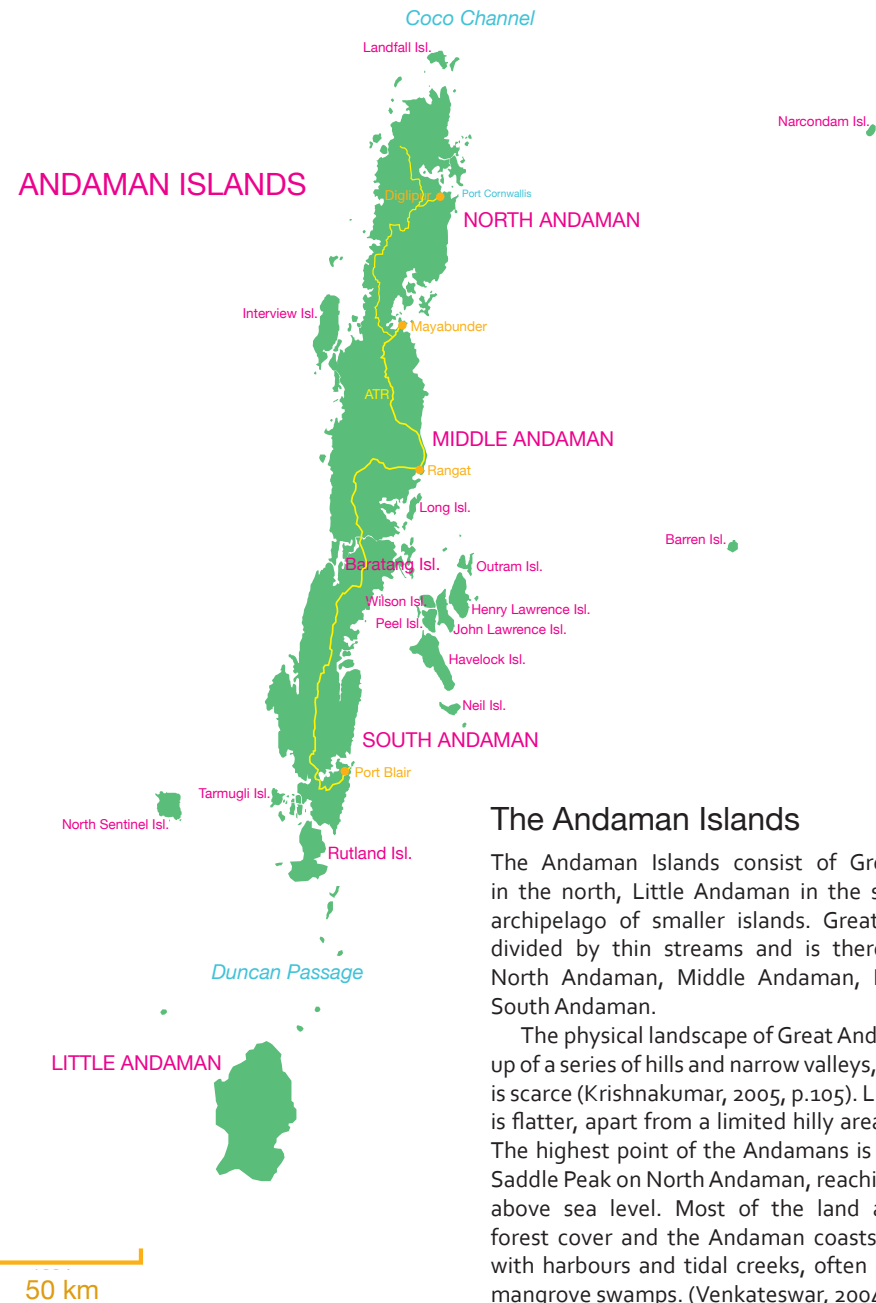 Coco Channel
Landfall Isl.
Narcondam Isl.
ANDAMAN ISLANDS
Diglipur
Port Cornwallis
NORTH ANDAMAN
Interview Isl.
Mayabunder
ATR
MIDDLE ANDAMAN
Rangat
Long Isl.
Barren Isl.
Baratang Isl.
Outram Isl.
Wilson Isl.
Henry Lawrence Isl.
Peel Isl.
John Lawrence Isl.
Havelock Isl.
Neil Isl.
SOUTH ANDAMAN
Port Blair
Tarmugli Isl.
North Sentinel Isl.
Rutland Isl.
Duncan Passage
LITTLE ANDAMAN
50 km
The Andaman Islands
The Andaman Islands consist of Gre
in the north, Little Andaman in the s
archipelago of smaller islands. Great
divided by thin streams and is there
North Andaman, Middle Andaman,
South Andaman.
The physical landscape of Great And
up of a series of hills and narrow valleys,
is scarce (Krishnakumar, 2005, p.105). L
is flatter, apart from a limited hilly area
The highest point of the Andamans is
Saddle Peak on North Andaman, reachi
above sea level. Most of the land a
forest cover and the Andaman coasts
with harbours and tidal creeks, often
mangrove swamps. (Venkateswar, 2004